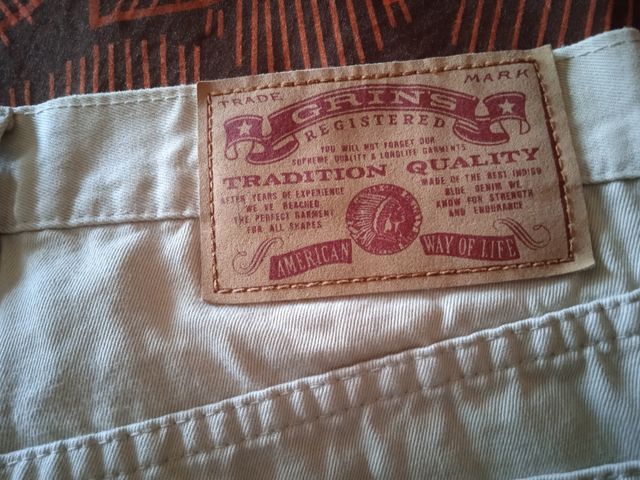 TRADE MARK
GRIN'S
REGISTERED
YOU WILL NOT FORGET OUR
SUPREME QUALITY & LONGLIFE GARMENTS
TRADITION QUALITY
AFTER YEARS OF EXPERIENCE
WE VE REACHED
THE PERFECT GARMENT
FOR ALL SHAPES
MADE OF THE BEST INDIGO
BLUE DENIM WE
KNOW FOR STRENGTH
AND ENDURANCE
AMERICAN WAY OF LIFE